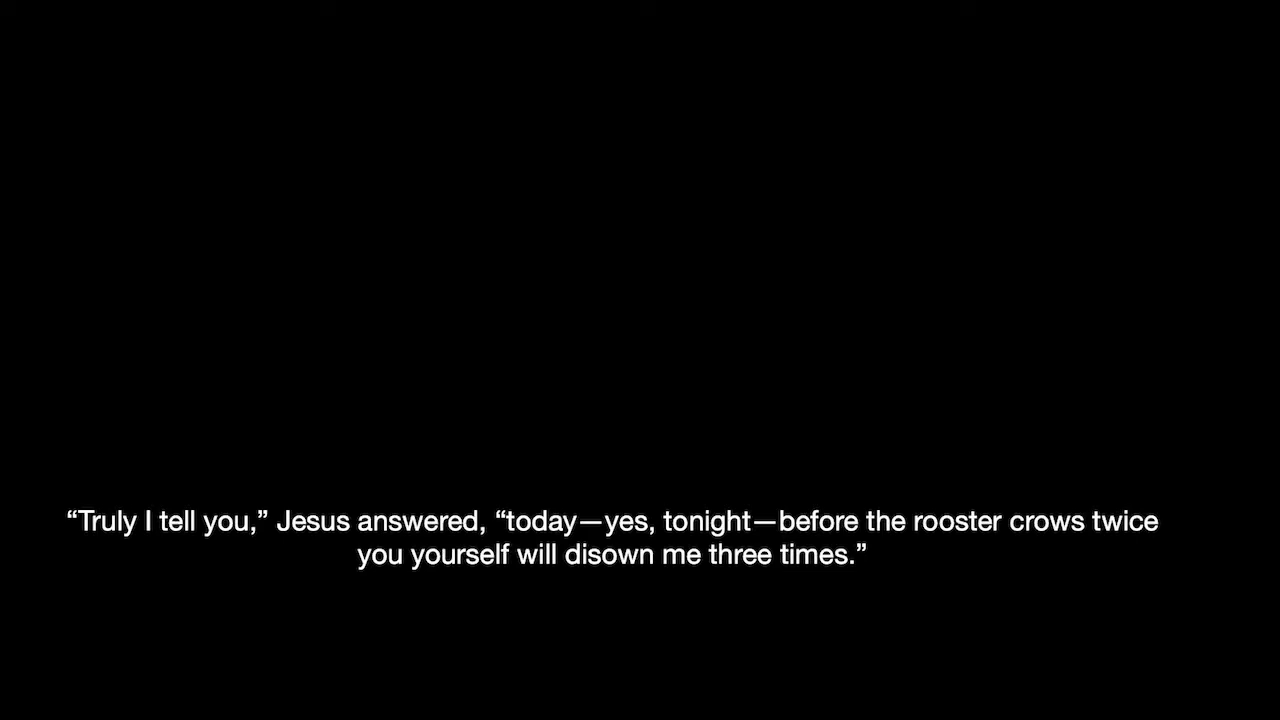 “Truly I tell you,” Jesus answered, “today—yes, tonight—before the rooster crows twice
you yourself will disown me three times.”